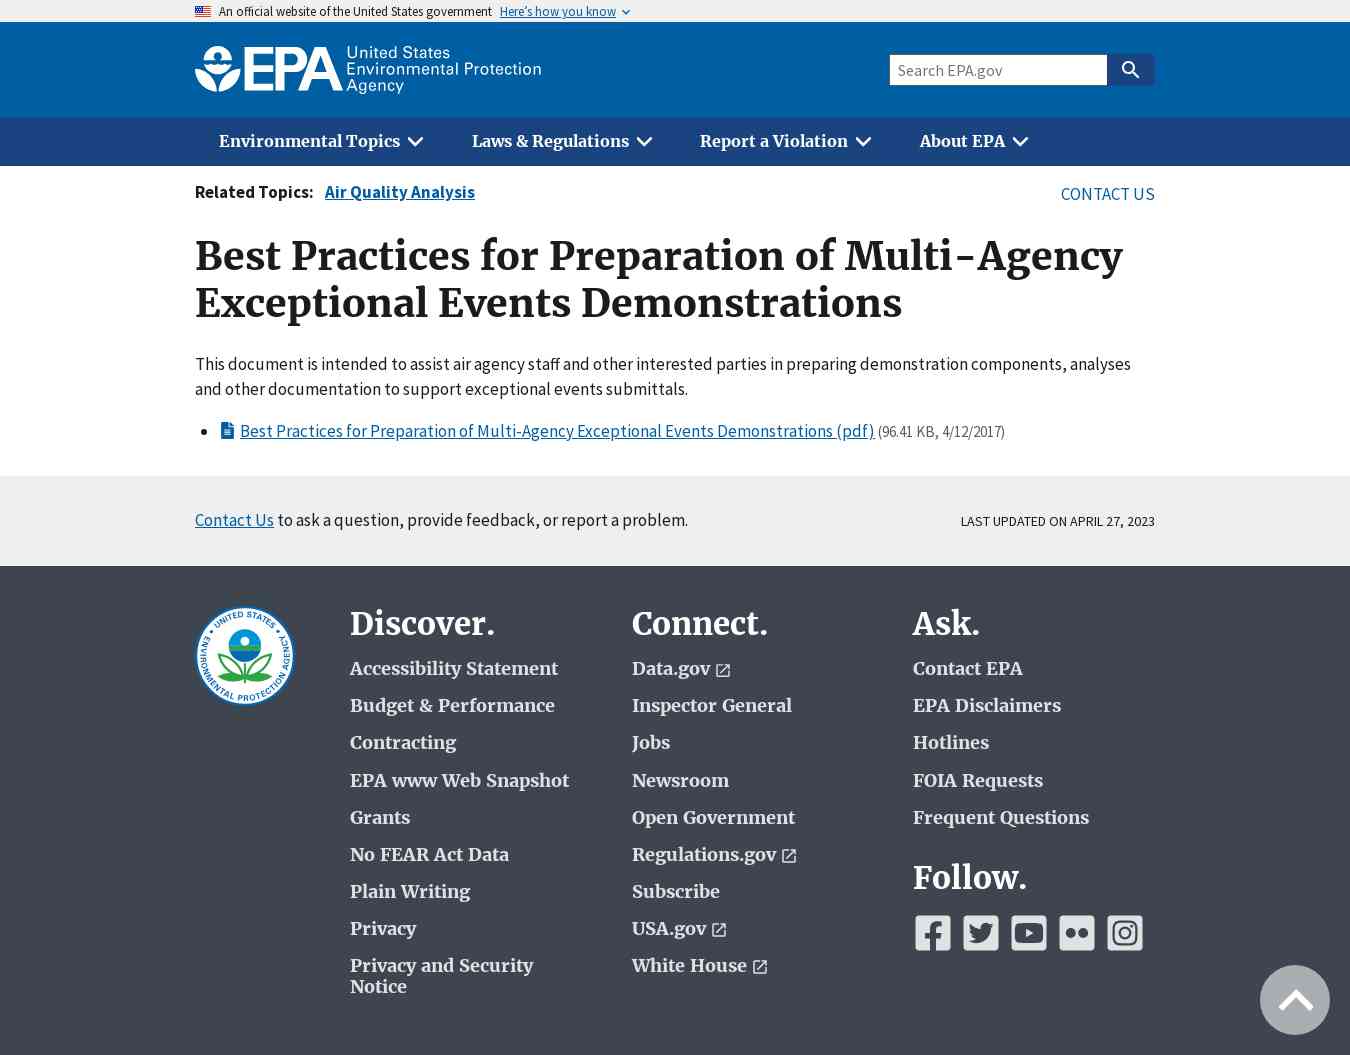 An official website of the United States government Here's how you know
EPA United States
Environmental Protection
Agency
Search EPA.gov
Environmental Topics Laws & Regulations Report a Violation About EPA
Related Topics: Air Quality Analysis CONTACT US
Best Practices for Preparation of Multi-Agency
Exceptional Events Demonstrations
This document is intended to assist air agency staff and other interested parties in preparing demonstration components, analyses
and other documentation to support exceptional events submittals.
• Best Practices for Preparation of Multi-Agency Exceptional Events Demonstrations (pdf) (96.41 KB, 4/12/2017)
Contact Us to ask a question, provide feedback, or report a problem. LAST UPDATED ON APRIL 27, 2023
UNITED STATES
ENVIRONMENTAL PROTECTION AGENCY
Discover.
Accessibility Statement
Budget & Performance
Contracting
EPA www Web Snapshot
Grants
No FEAR Act Data
Plain Writing
Privacy
Privacy and Security
Notice
Connect.
Data.gov
Inspector General
Jobs
Newsroom
Open Government
Regulations.gov
Subscribe
USA.gov
White House
Ask.
Contact EPA
EPA Disclaimers
Hotlines
FOIA Requests
Frequent Questions
Follow.